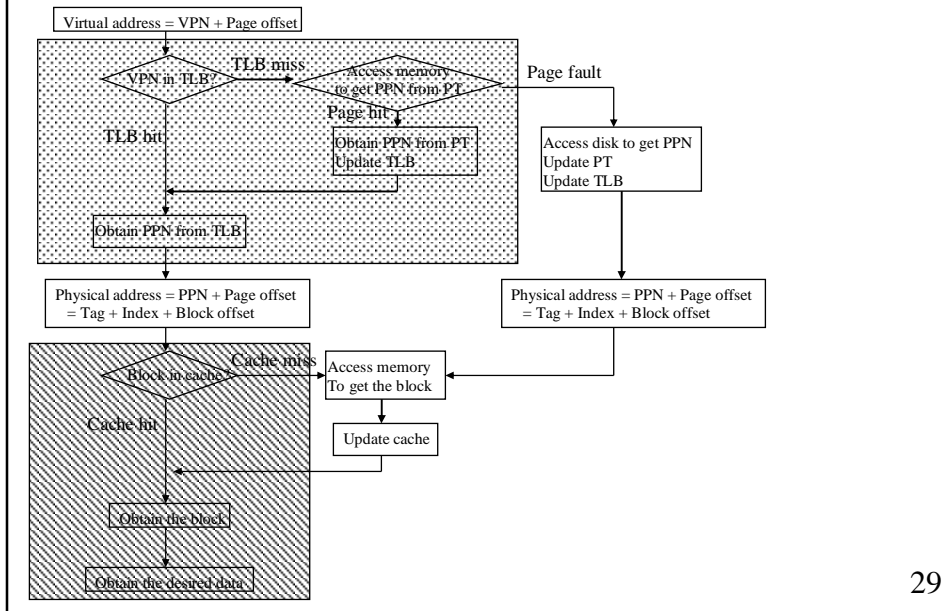 Virtual address = VPN + Page offset
VPN in TLB?
TLB miss
Access memory
to get PPN from PT
Page fault
Page hit
TLB hit
Obtain PPN from PT
Update TLB
Access disk to get PPN
Update PT
Update TLB
Obtain PPN from TLB
Physical address = PPN + Page offset
= Tag + Index + Block offset
Physical address = PPN + Page offset
= Tag + Index + Block offset
Block in cache?
Cache miss
Access memory
To get the block
Cache hit
Update cache
Obtain the block
Obtain the desired data
29